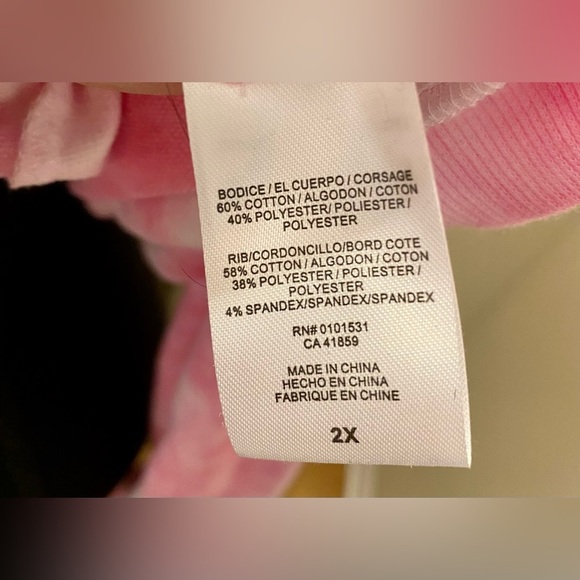 BODICE / EL CUERPO / CORSAGE
60% COTTON / ALGODON / COTON
40% POLYESTER/ POLIESTER /
POLYESTER
RIB/CORDONCILLO/BORD COTE
58% COTTON / ALGODON / COTON
38% POLYESTER / POLIESTER /
POLYESTER
4% SPANDEX/SPANDEX/SPANDEX
RN# 0101531
CA 41859
MADE IN CHINA
HECHO EN CHINA
FABRIQUE EN CHINE
2X